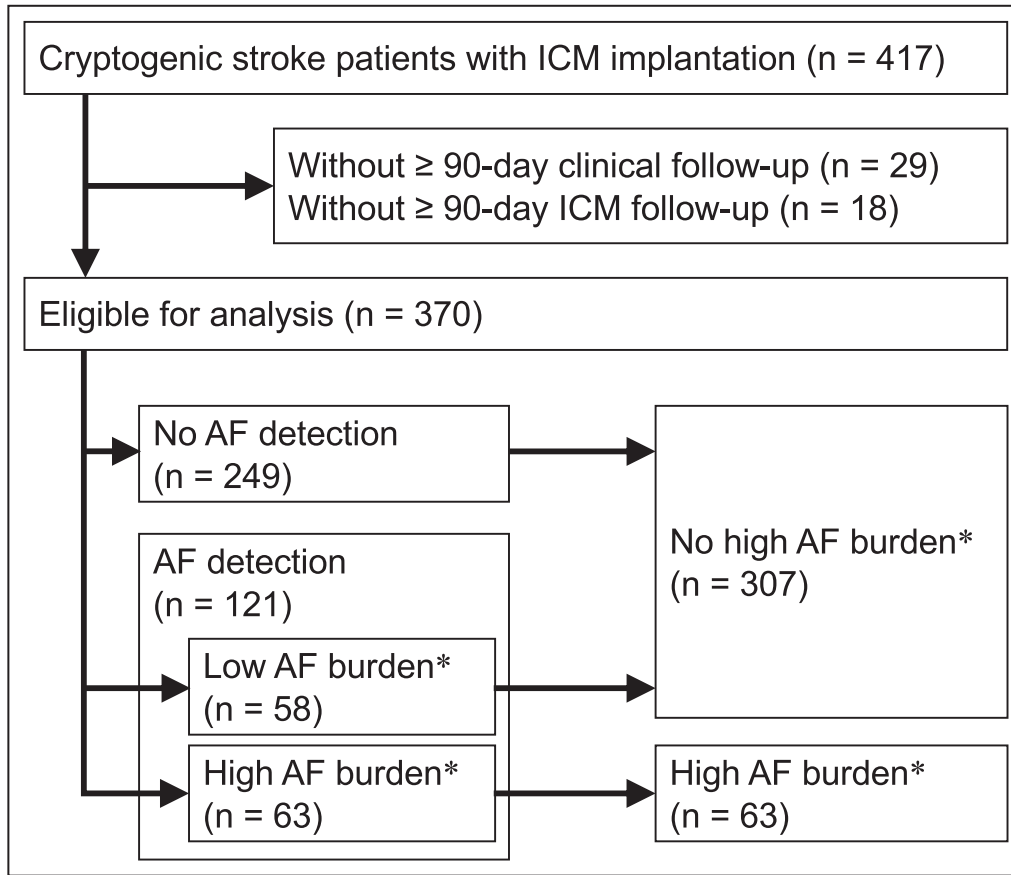 Cryptogenic stroke patients with ICM implantation (n = 417)
Without ≥ 90-day clinical follow-up (n = 29)
Without ≥ 90-day ICM follow-up (n = 18)
Eligible for analysis (n = 370)
No AF detection
(n = 249)
AF detection
(n = 121)
Low AF burden*
(n = 58)
High AF burden*
(n = 63)
No high AF burden*
(n = 307)
High AF burden*
(n = 63)